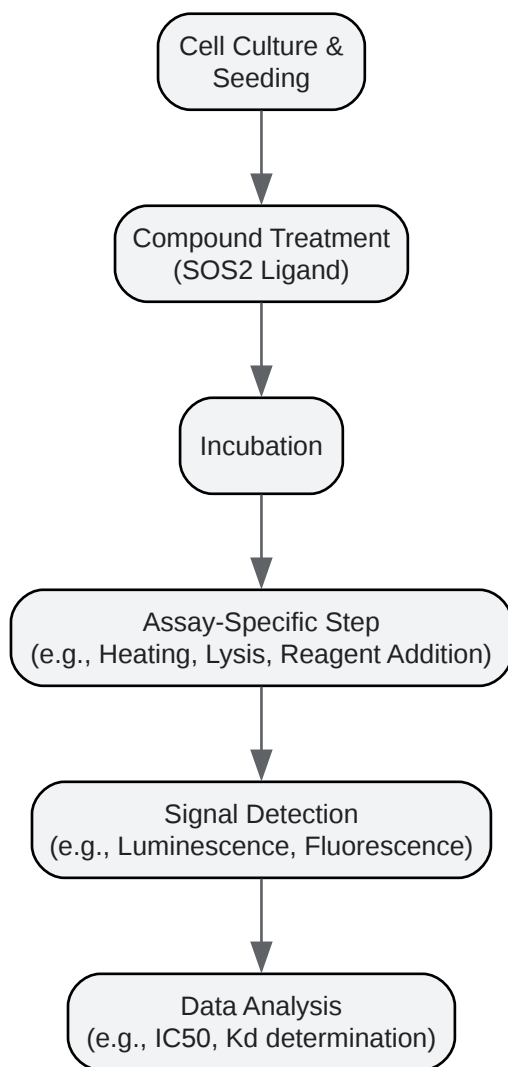 Cell Culture &
Seeding
Compound Treatment
(SOS2 Ligand)
Incubation
Assay-Specific Step
(e.g., Heating, Lysis, Reagent Addition)
Signal Detection
(e.g., Luminescence, Fluorescence)
Data Analysis
(e.g., IC50, Kd determination)